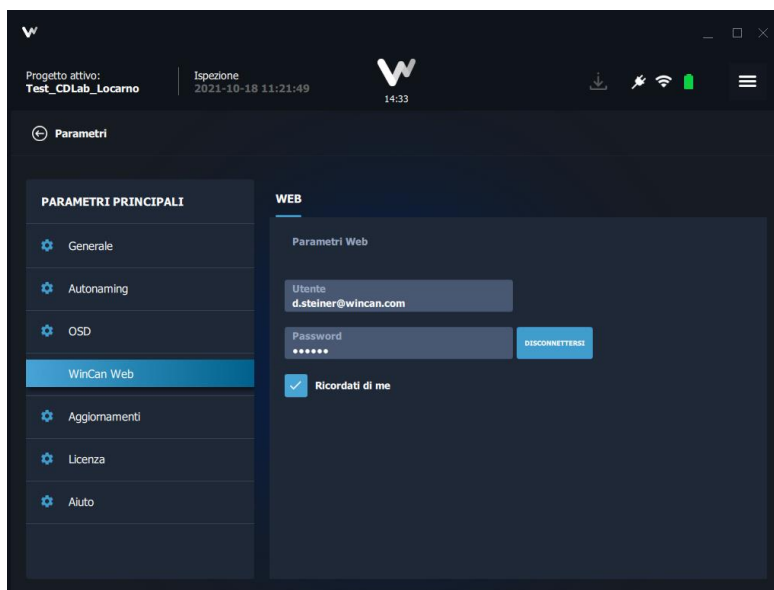 Progetto attivo:
Test_CDLab_Locarno
Ispezione
2021-10-18 11:21:49
14:33
Parametri
PARAMETRI PRINCIPALI
Generale
Autonaming
OSD
WinCan Web
Aggiornamenti
Licenza
Aiuto
WEB
Parametri Web
Utente
d.steiner@wincan.com
Password
••••••
DISCONNETTERSI
Ricordati di me